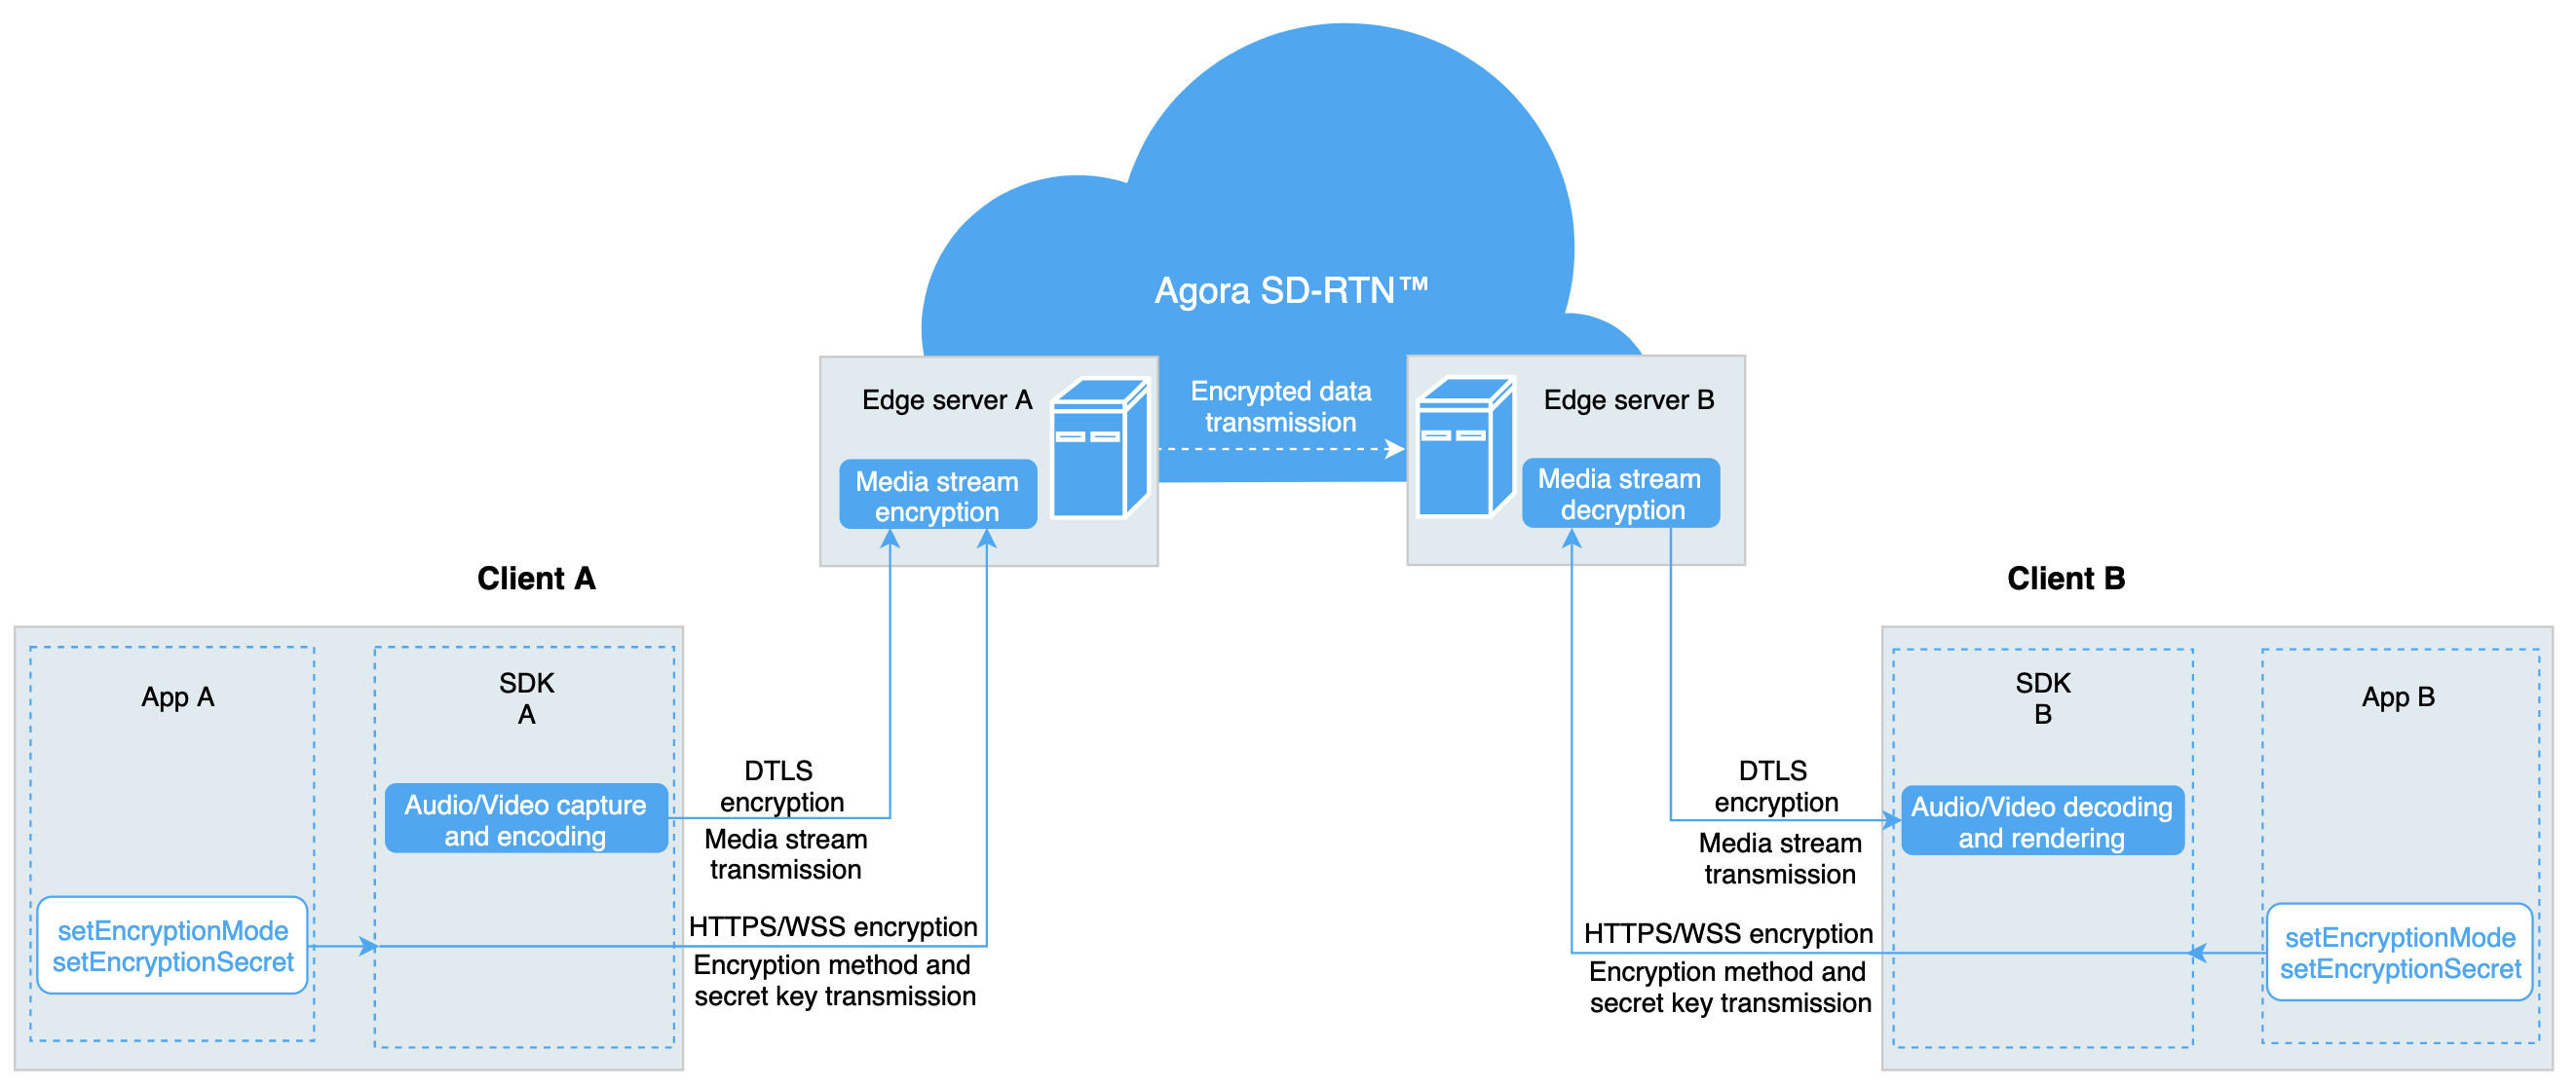 Agora SD-RTN™
Edge server A
Encrypted data
transmission
Edge server B
Media stream
encryption
Media stream
decryption
Client A
Client B
App A
SDK
A
Audio/Video capture
and encoding
setEncryptionMode
setEncryptionSecret
DTLS
encryption
Media stream
transmission
HTTPS/WSS encryption
Encryption method and
secret key transmission
DTLS
encryption
Media stream
transmission
HTTPS/WSS encryption
Encryption method and
secret key transmission
SDK
B
Audio/Video decoding
and rendering
App B
setEncryptionMode
setEncryptionSecret